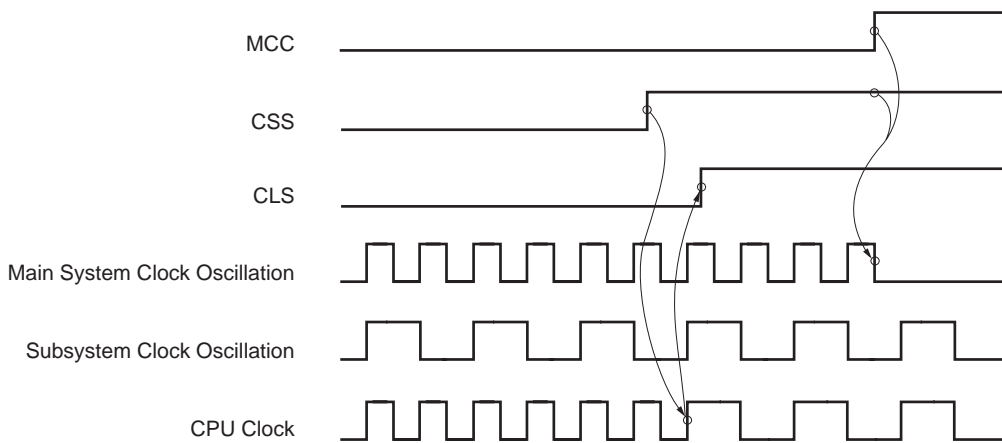 MCC
CSS
CLS
Main System Clock Oscillation
Subsystem Clock Oscillation
CPU Clock